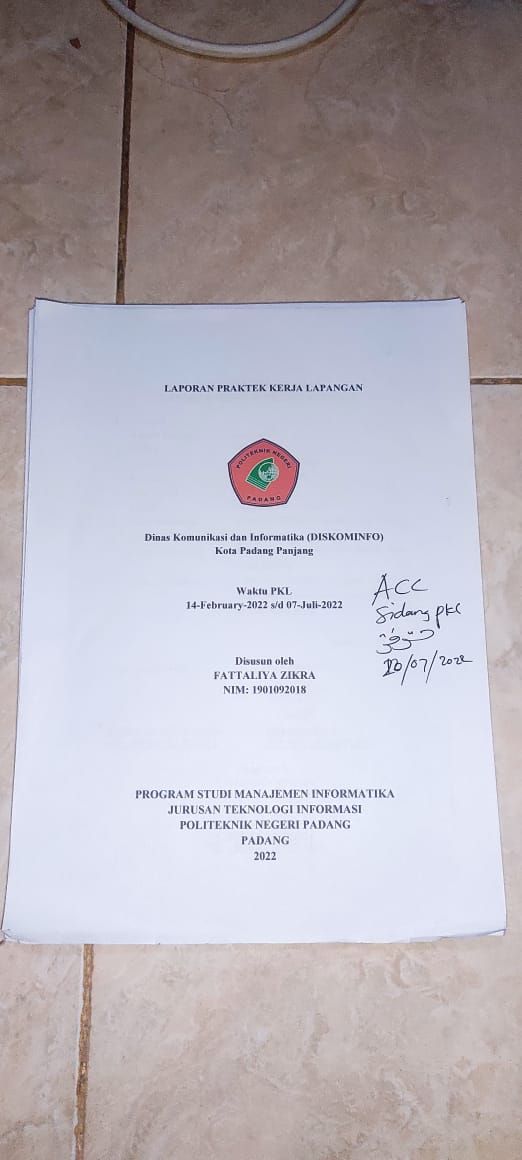 LAPORAN PRAKTEK KERJA LAPANGAN
POLITEKNIK NEGERI
PADANG
Dinas Komunikasi dan Informatika (DISKOMINFO)
Kota Padang Panjang
Waktu PKL
14-February-2022 s/d 07-Juli-2022
ACC
Sidang PKL
/07/2022
Disusun oleh
FATTALIYA ZIKRA
NIM: 1901092018
PROGRAM STUDI MANAJEMEN INFORMATIKA
JURUSAN TEKNOLOGI INFORMASI
POLITEKNIK NEGERI PADANG
PADANG
2022